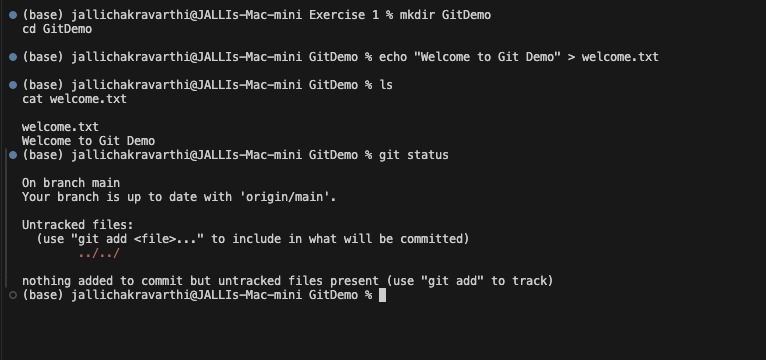 (base) jallichakravarthi@JALLIs-Mac-mini Exercise 1 % mkdir GitDemo
cd GitDemo
(base) jallichakravarthi@JALLIs-Mac-mini GitDemo % echo "Welcome to Git Demo" > welcome.txt
(base) jallichakravarthi@JALLIs-Mac-mini GitDemo % ls
cat welcome.txt
welcome.txt
Welcome to Git Demo
(base) jallichakravarthi@JALLIs-Mac-mini GitDemo % git status
On branch main
Your branch is up to date with 'origin/main'.
Untracked files:
(use "git add <file>..." to include in what will be committed)
../../
nothing added to commit but untracked files present (use "git add" to track)
(base) jallichakravarthi@JALLIs-Mac-mini GitDemo %